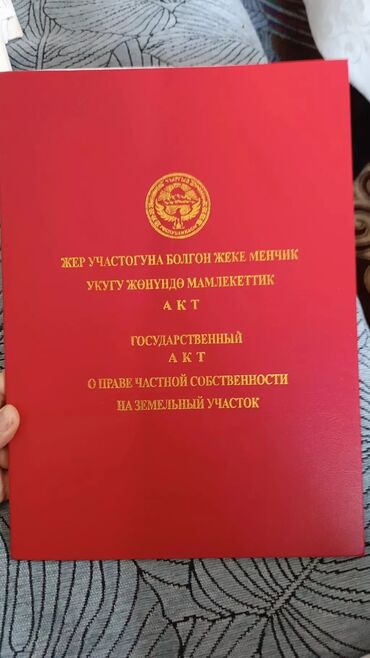 ЖЕР УЧАСТОГУНА БОЛГОН ЖЕКЕ МЕНЧИК
УКУГУ ЖӨНҮНДӨ МАМЛЕКЕТТИК
АКТ
ГОСУДАРСТВЕННЫЙ
АКТ
О ПРАВЕ ЧАСТНОЙ СОБСТВЕННОСТИ
НА ЗЕМЕЛЬНЫЙ УЧАСТОК